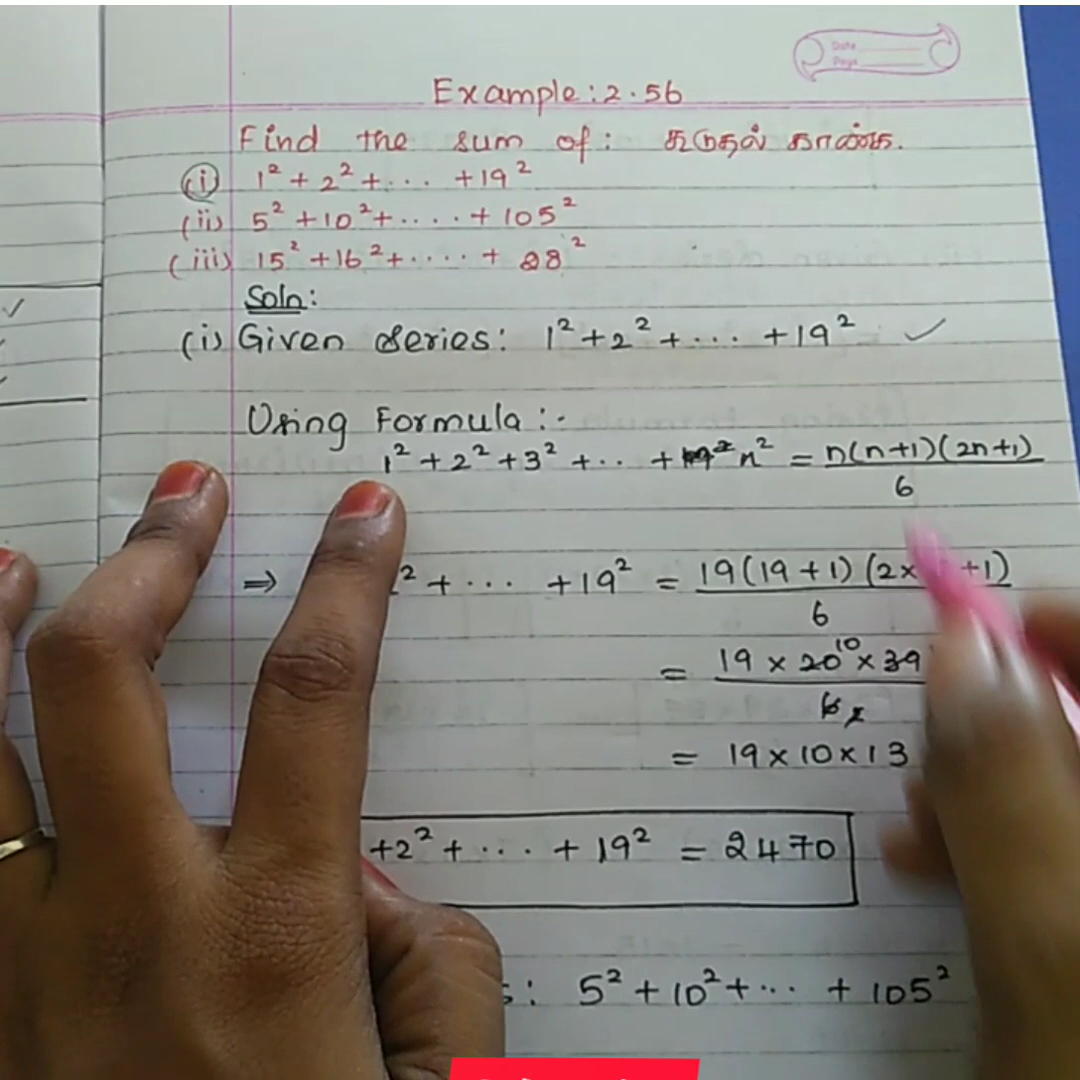 Date
Page
Example: 2.56
Find the sum of: கூடுதல் காண்க.
(i) 1² + 2² + ... + 19²
(ii) 5² + 10² + .... + 105²
(iii) 15² + 16² + .... + 28²
Soln:
(i) Given series: 1² + 2² + ... + 19² ✓
Using Formula:-
1² + 2² + 3² + .. + n² = n(n+1)(2n+1)
6
⇒ ² + ... + 19² = 19(19+1)(2× +1)
6
= 19 × 20 10 × 39
6 2
= 19 × 10 × 13
+2² + ... + 19² = 2470
: 5² + 10² + ... + 105²